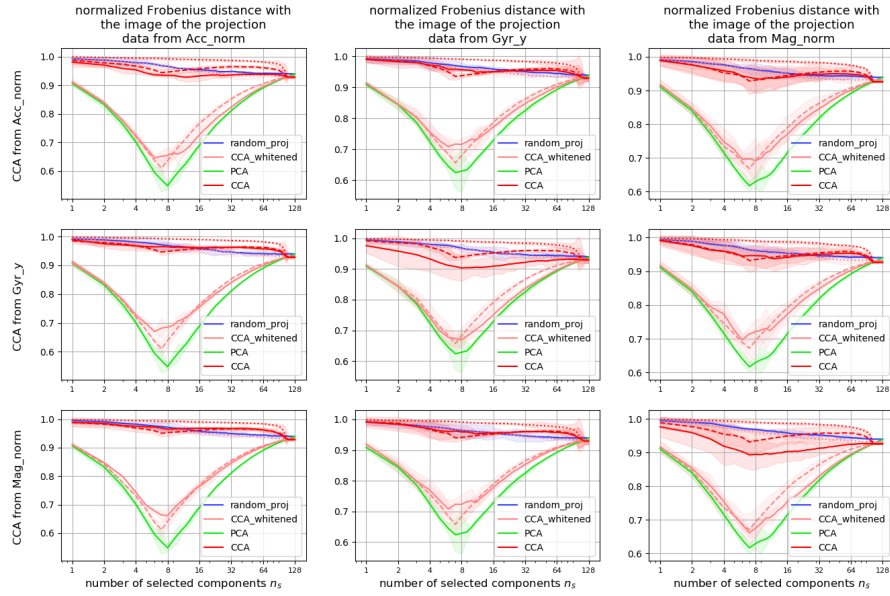 normalized Frobenius distance with
the image of the projection
data from Acc_norm
normalized Frobenius distance with
the image of the projection
data from Gyr_y
normalized Frobenius distance with
the image of the projection
data from Mag_norm
CCA from Acc_norm
1.0
0.9
0.8
0.7
0.6
1 2 4 8 16 32 64 128
random_proj
CCA_whitened
PCA
CCA
1.0
0.9
0.8
0.7
0.6
1 2 4 8 16 32 64 128
random_proj
CCA_whitened
PCA
CCA
1.0
0.9
0.8
0.7
0.6
1 2 4 8 16 32 64 128
random_proj
CCA_whitened
PCA
CCA
CCA from Gyr_y
1.0
0.9
0.8
0.7
0.6
1 2 4 8 16 32 64 128
random_proj
CCA_whitened
PCA
CCA
1.0
0.9
0.8
0.7
0.6
1 2 4 8 16 32 64 128
random_proj
CCA_whitened
PCA
CCA
1.0
0.9
0.8
0.7
0.6
1 2 4 8 16 32 64 128
random_proj
CCA_whitened
PCA
CCA
CCA from Mag_norm
1.0
0.9
0.8
0.7
0.6
1 2 4 8 16 32 64 128
number of selected components n_s
random_proj
CCA_whitened
PCA
CCA
1.0
0.9
0.8
0.7
0.6
1 2 4 8 16 32 64 128
number of selected components n_s
random_proj
CCA_whitened
PCA
CCA
1.0
0.9
0.8
0.7
0.6
1 2 4 8 16 32 64 128
number of selected components n_s
random_proj
CCA_whitened
PCA
CCA